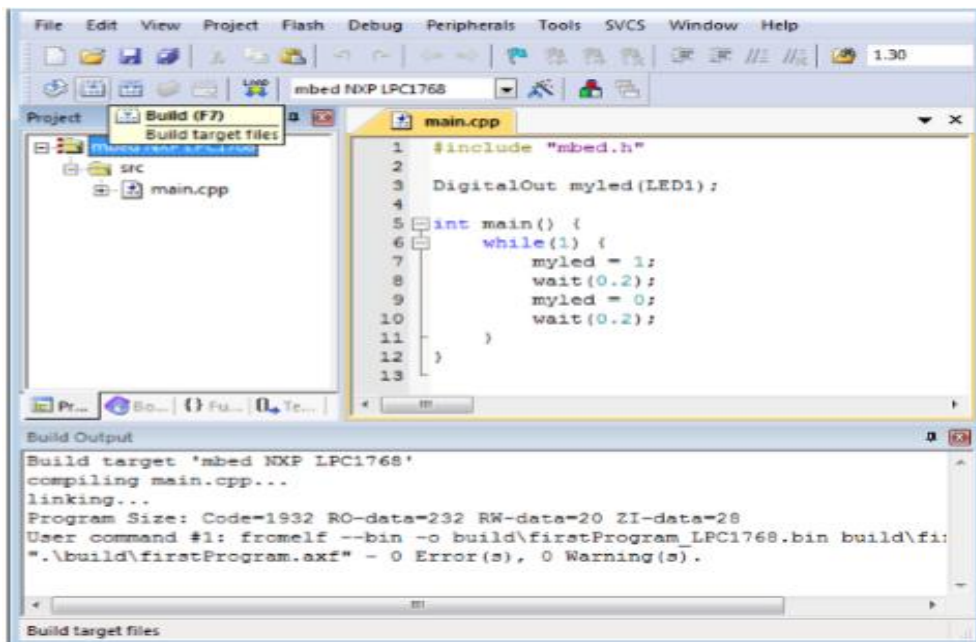 File Edit View Project Flash Debug Peripherals Tools SVCS Window Help
1.30
LOAD mbed NXP LPC1768
Project
Build (F7)
Build target files
mbed NXP LPC1768
src
main.cpp
main.cpp
1 #include "mbed.h"
2
3 DigitalOut myled(LED1);
4
5 int main() {
6 while(1) {
7 myled = 1;
8 wait(0.2);
9 myled = 0;
10 wait(0.2);
11 }
12 }
13
Pr... Bo... {} Fu... 0 Te...
Build Output
Build target 'mbed NXP LPC1768'
compiling main.cpp...
linking...
Program Size: Code=1932 RO-data=232 RW-data=20 ZI-data=28
User command #1: fromelf --bin -o build\firstProgram_LPC1768.bin build\fi
".\build\firstProgram.axf" - 0 Error(s), 0 Warning(s).
Build target files